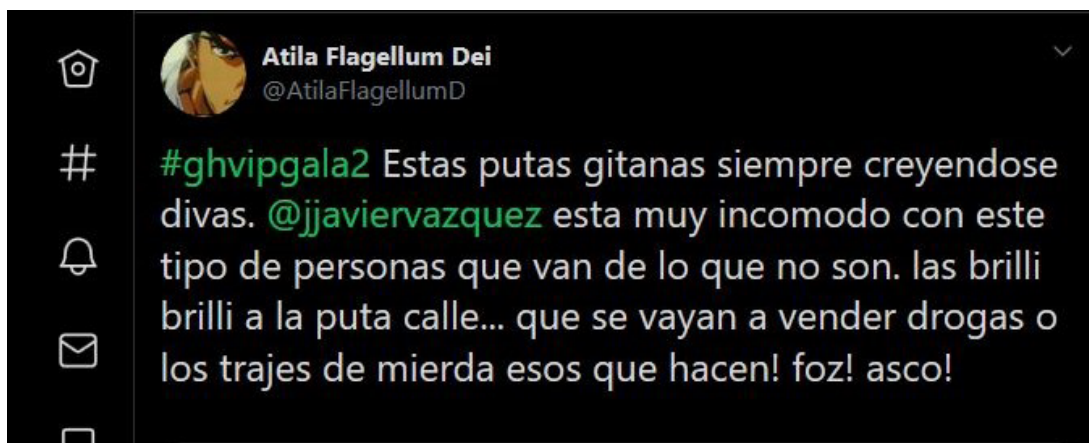 Atila Flagellum Dei
@AtilaFlagellumD
#ghvipgala2 Estas putas gitanas siempre creyendose
divas. @jjaviervazquez esta muy incomodo con este
tipo de personas que van de lo que no son. las brilli
brilli a la puta calle... que se vayan a vender drogas o
los trajes de mierda esos que hacen! foz! asco!